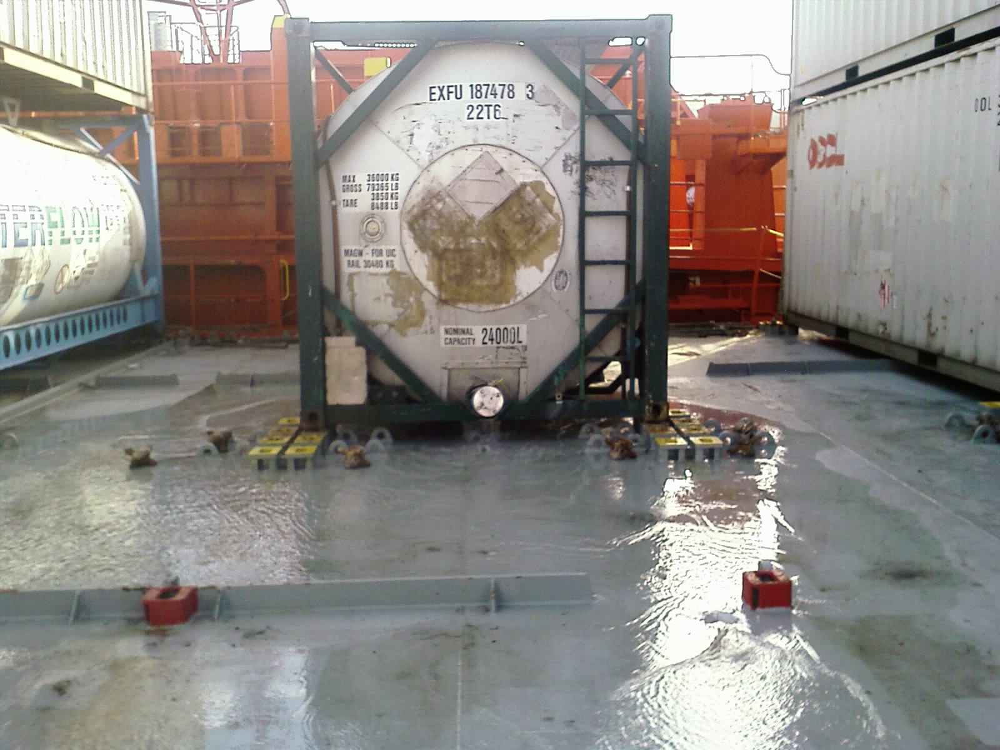 EXFU 187478 3
22T6
MAX 36000 KG
GROSS 79365 LB
3850 KG
TARE 8488 LB
MAGW - FOR UIC
RAIL 30480 KG
NOMINAL
CAPACITY 24000L
TERFLOW
OOL